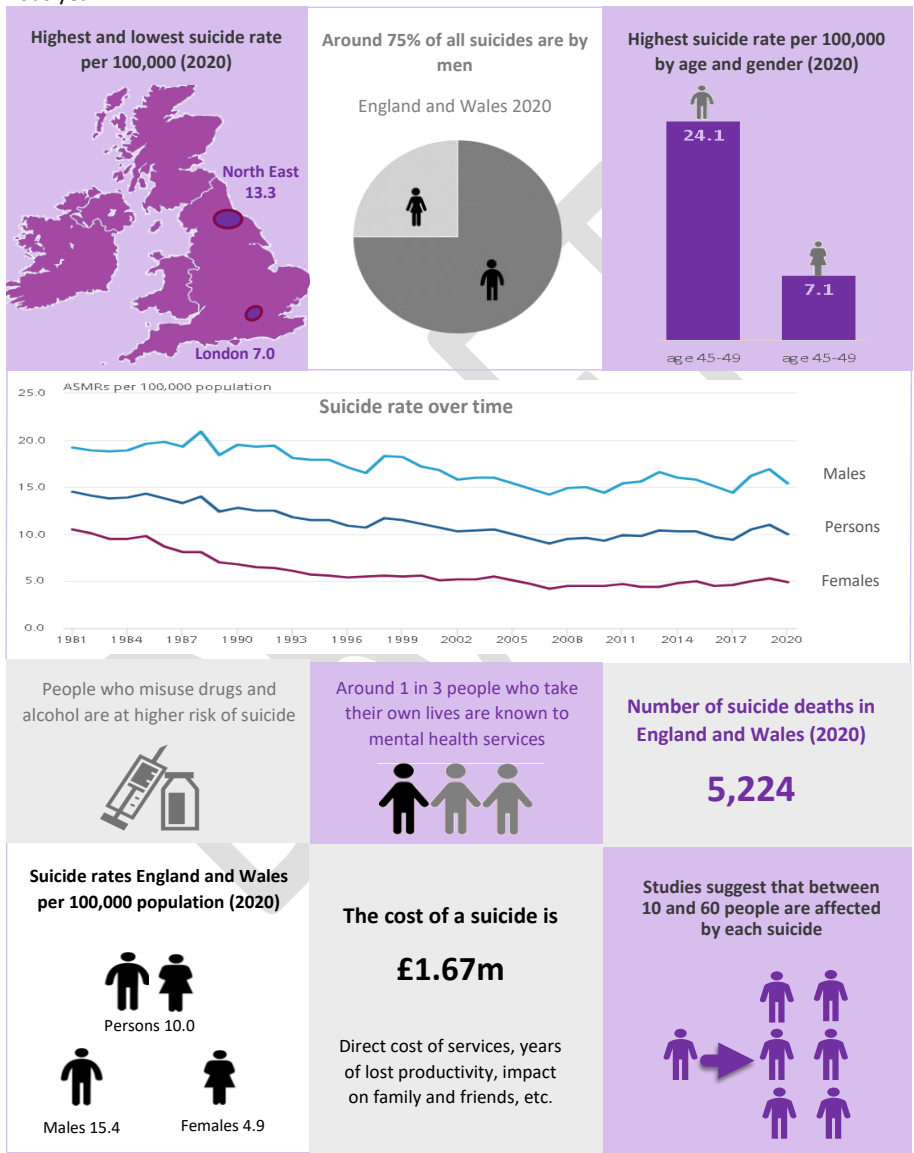 Highest and lowest suicide rate
per 100,000 (2020)
North East
13.3
London 7.0
Around 75% of all suicides are by
men
England and Wales 2020
Highest suicide rate per 100,000
by age and gender (2020)
24.1
7.1
age 45-49
age 45-49
ASMRs per 100,000 population
Suicide rate over time
25.0
20.0
15.0
10.0
5.0
0.0
Males
Persons
Females
1981 1984 1987 1990 1993 1996 1999 2002 2005 2008 2011 2014 2017 2020
People who misuse drugs and
alcohol are at higher risk of suicide
Around 1 in 3 people who take
their own lives are known to
mental health services
Number of suicide deaths in
England and Wales (2020)
5,224
Suicide rates England and Wales
per 100,000 population (2020)
Persons 10.0
Males 15.4
Females 4.9
The cost of a suicide is
£1.67m
Direct cost of services, years
of lost productivity, impact
on family and friends, etc.
Studies suggest that between
10 and 60 people are affected
by each suicide